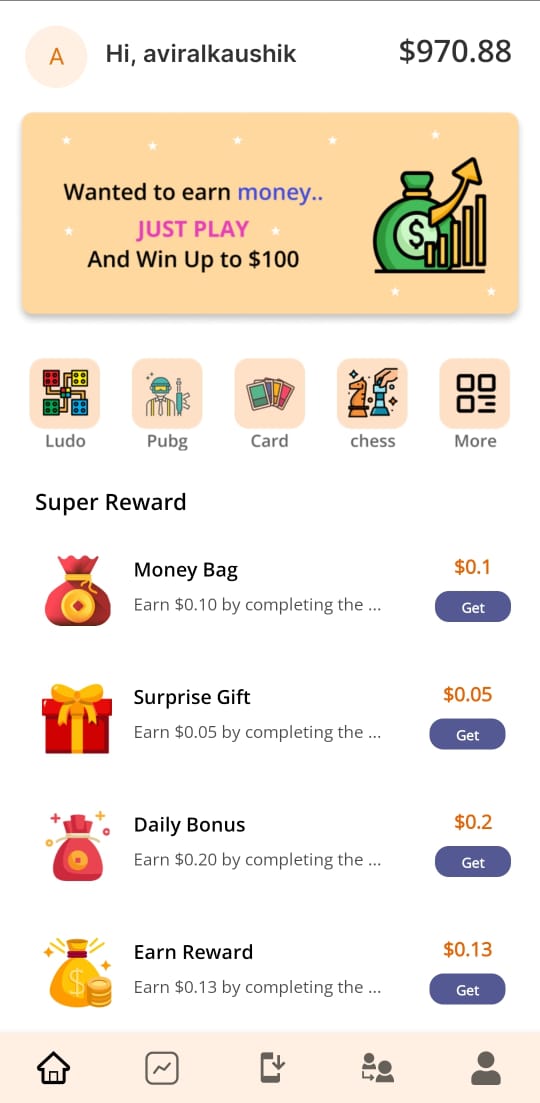 A
Hi, aviralkaushik
$970.88
Wanted to earn money..
JUST PLAY
And Win Up to $100
$
Ludo
Pubg
Card
chess
More
Super Reward
Money Bag
$0.1
Earn $0.10 by completing the ...
Get
Surprise Gift
$0.05
Earn $0.05 by completing the ...
Get
Daily Bonus
$0.2
Earn $0.20 by completing the ...
Get
Earn Reward
$0.13
Earn $0.13 by completing the ...
Get
$